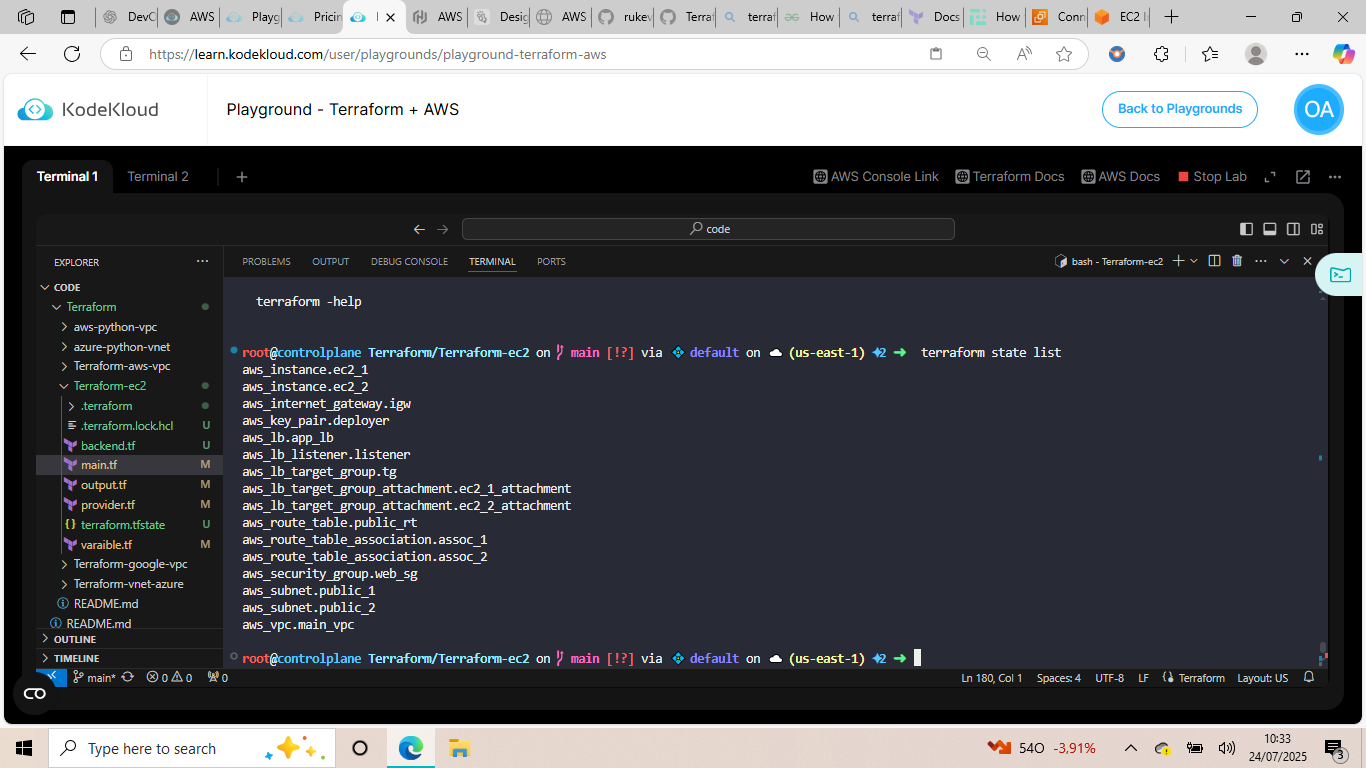 DevC
AWS
Playg
Pricin
AWS
Desig
AWS
rukev
Terraf
terraf
How
terraf
Docs
How
Conn
EC2 I
https://learn.kodekloud.com/user/playgrounds/playground-terraform-aws
KodeKloud
Playground - Terraform + AWS
Back to Playgrounds
OA
Terminal 1
Terminal 2
AWS Console Link
Terraform Docs
AWS Docs
Stop Lab
code
EXPLORER
PROBLEMS
OUTPUT
DEBUG CONSOLE
TERMINAL
PORTS
bash - Terraform-ec2
CODE
Terraform
aws-python-vpc
azure-python-vnet
Terraform-aws-vpc
Terraform-ec2
.terraform
.terraform.lock.hcl U
backend.tf U
main.tf M
output.tf M
provider.tf M
terraform.tfstate U
varaible.tf M
Terraform-google-vpc
Terraform-vnet-azure
README.md
README.md
OUTLINE
TIMELINE
terraform -help
root@controlplane Terraform/Terraform-ec2 on main [!?] via default on (us-east-1) 2 ➜ terraform state list
aws_instance.ec2_1
aws_instance.ec2_2
aws_internet_gateway.igw
aws_key_pair.deployer
aws_lb.app_lb
aws_lb_listener.listener
aws_lb_target_group.tg
aws_lb_target_group_attachment.ec2_1_attachment
aws_lb_target_group_attachment.ec2_2_attachment
aws_route_table.public_rt
aws_route_table_association.assoc_1
aws_route_table_association.assoc_2
aws_security_group.web_sg
aws_subnet.public_1
aws_subnet.public_2
aws_vpc.main_vpc
root@controlplane Terraform/Terraform-ec2 on main [!?] via default on (us-east-1) 2 ➜
main*
0 0
0
Ln 180, Col 1
Spaces: 4
UTF-8
LF
Terraform
Layout: US
Type here to search
54O -3,91%
10:33
24/07/2025
3